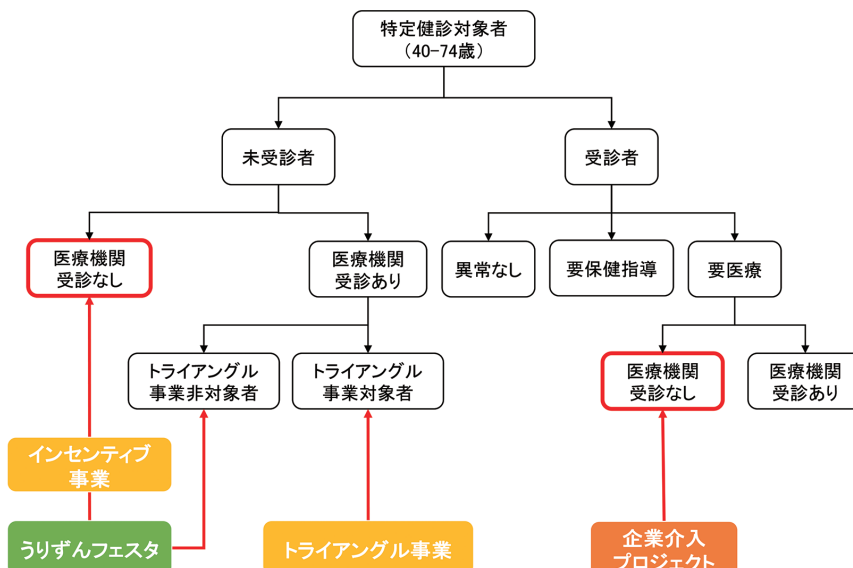 特定健診対象者
(40-74歳)
未受診者
受診者
医療機関
受診なし
医療機関
受診あり
異常なし
要保健指導
要医療
トライアングル
事業非対象者
トライアングル
事業対象者
医療機関
受診なし
医療機関
受診あり
インセンティブ
事業
うりずんフェスタ
トライアングル事業
企業介入
プロジェクト